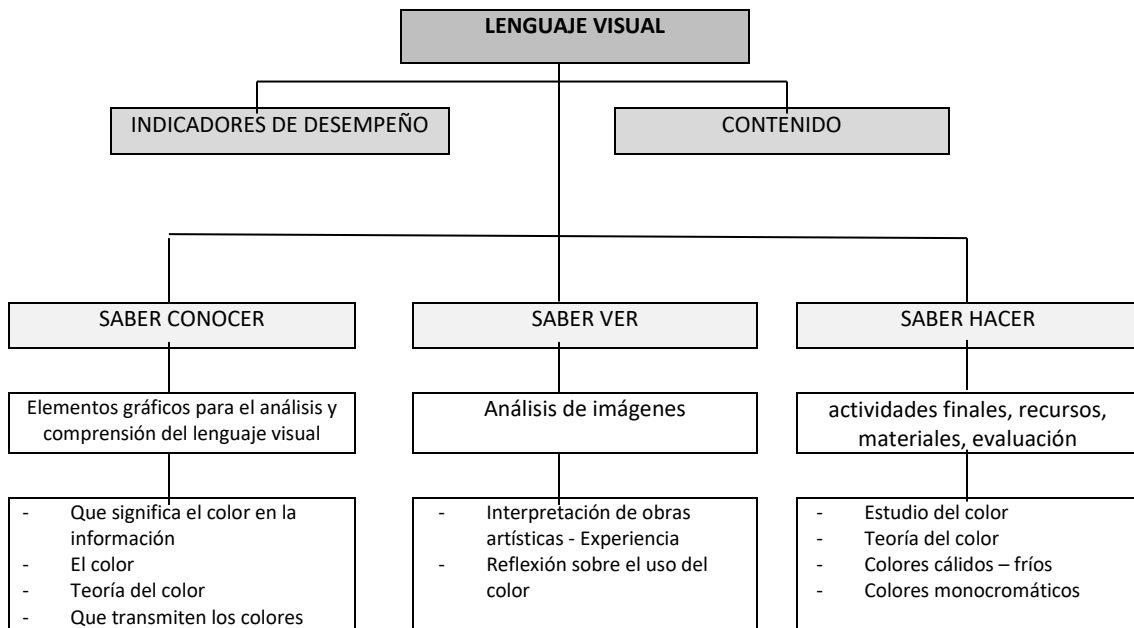 LENGUAJE VISUAL
INDICADORES DE DESEMPEÑO
CONTENIDO
SABER CONOCER
SABER VER
SABER HACER
Elementos gráficos para el análisis y
comprensión del lenguaje visual
Análisis de imágenes
actividades finales, recursos,
materiales, evaluación
- Que significa el color en la
información
- El color
- Teoría del color
- Que transmiten los colores
- Interpretación de obras
artísticas - Experiencia
- Reflexión sobre el uso del
color
- Estudio del color
- Teoría del color
- Colores cálidos – fríos
- Colores monocromáticos